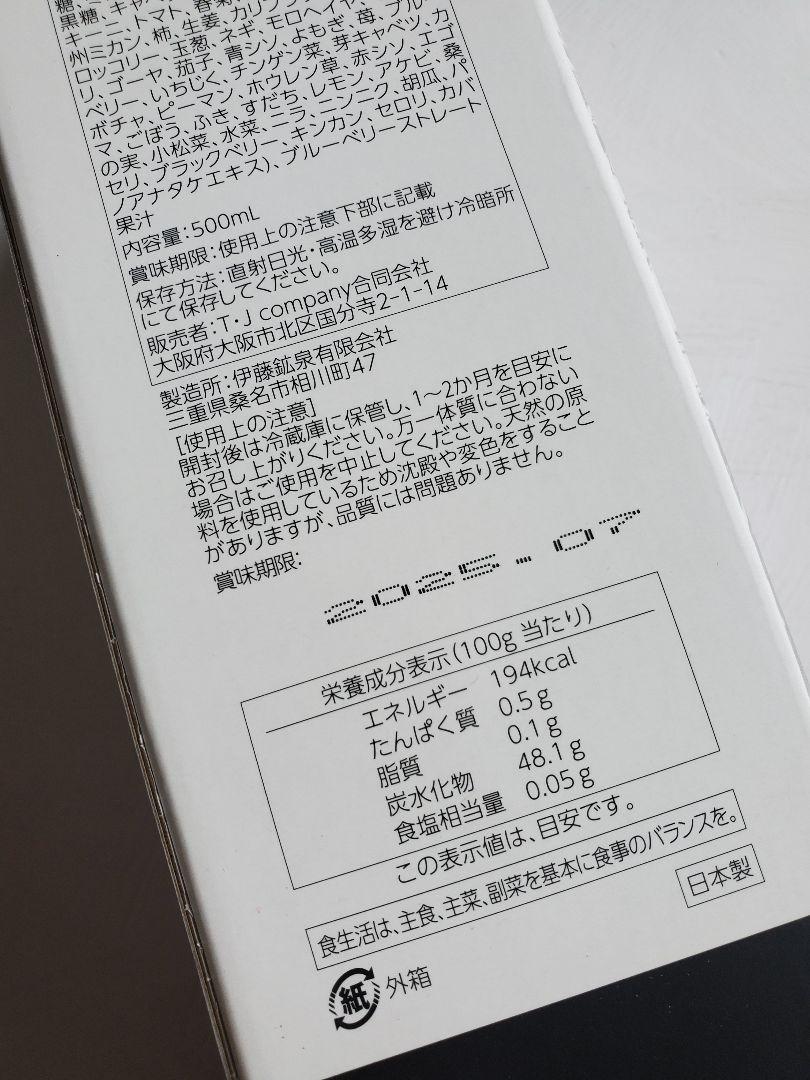 黒糖、キャ
キーニ、トマト、春菊
州ミカン、柿、生姜、カリフラ
ロッコリー、玉葱、ネギ、モロヘイヤ
リ、ゴーヤ、茄子、青シソ、よもぎ、苺、ブルー
ベリー、いちじく、チンゲン菜、芽キャベツ、カ
ボチャ、ピーマン、ホウレン草、赤シソ、エゴ
マ、ごぼう、ふき、すだち、レモン、アケビ、桑
の実、小松菜、水菜、ニラ、ニンニク、胡瓜、パ
セリ、ブラックベリー、キンカン、セロリ、カバ
ノアナタケエキス)、ブルーベリーストレート
果汁
内容量：500mL
賞味期限：使用上の注意下部に記載
保存方法：直射日光・高温多湿を避け冷暗所
にて保存してください。
販売者：T・J company合同会社
大阪府大阪市北区国分寺2-1-14
製造所：伊藤鉱泉有限会社
三重県桑名市相川町47
[使用上の注意]
開封後は冷蔵庫に保管し、1～2か月を目安に
お召し上がりください。万一体質に合わない
場合はご使用を中止してください。天然の原
料を使用しているため沈殿や変色をすること
がありますが、品質には問題ありません。
賞味期限：
2025.07
栄養成分表示(100g 当たり)
エネルギー 194kcal
たんぱく質 0.5g
脂質 0.1g
炭水化物 48.1g
食塩相当量 0.05g
この表示値は、目安です。
食生活は、主食、主菜、副菜を基本に食事のバランスを。
日本製
紙 外箱